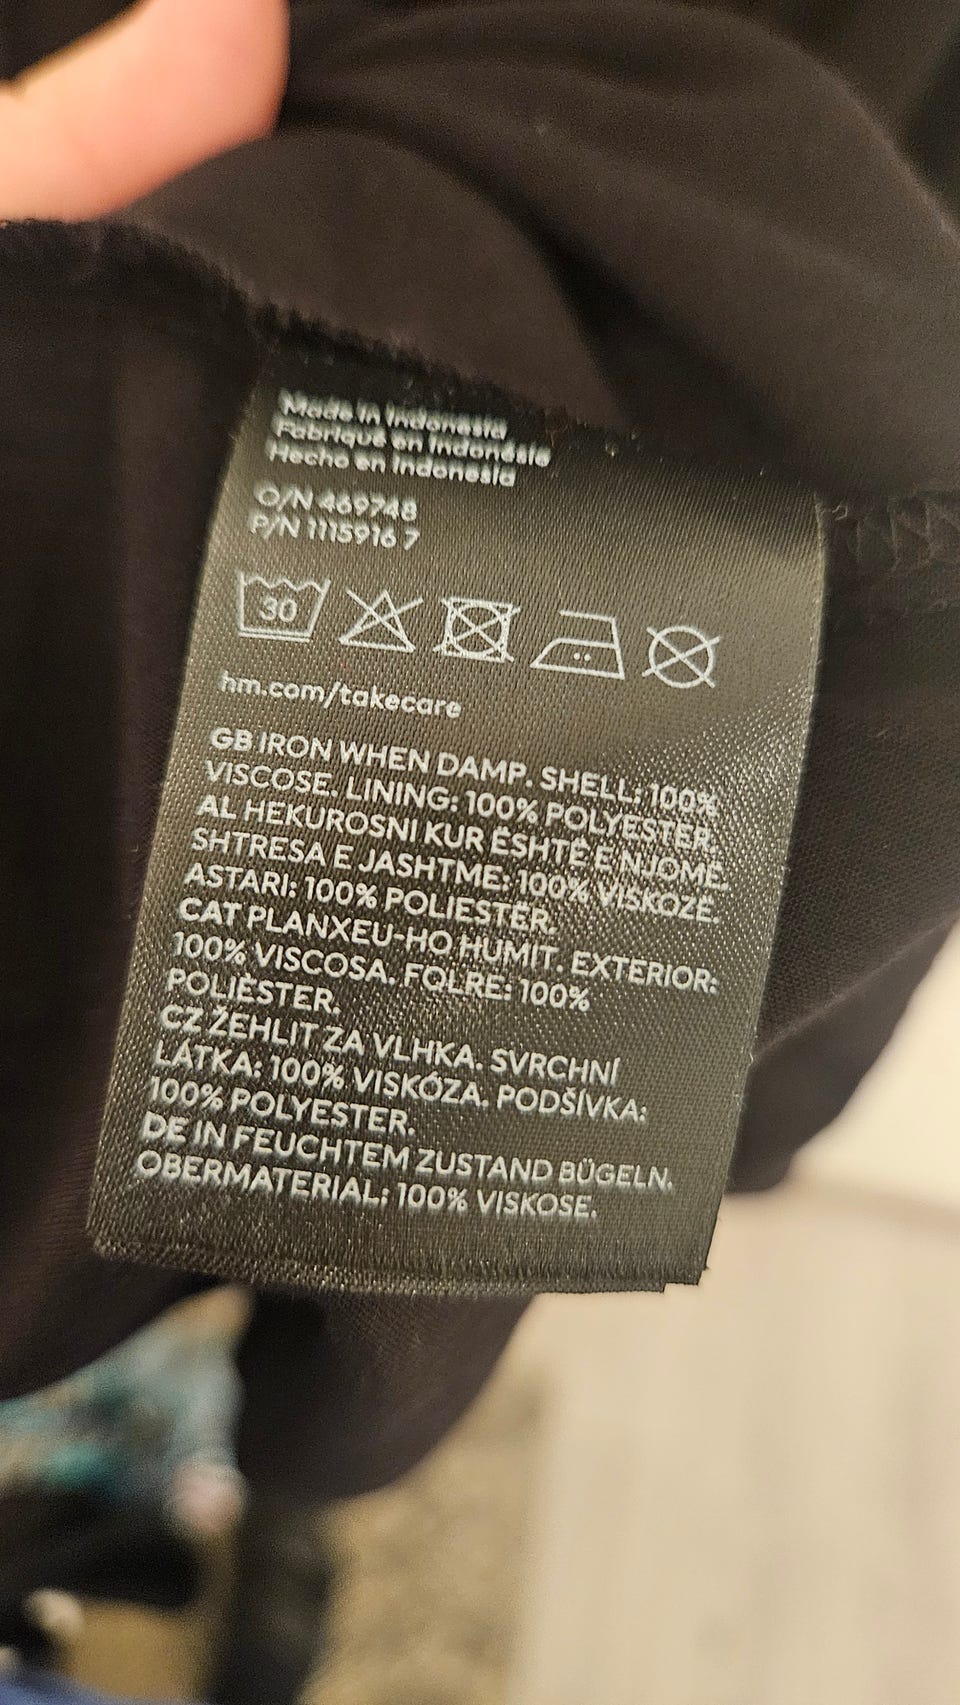 Made in Indonesia
Fabriqué en Indonésie
Hecho en Indonesia
O/N 469748
P/N 1115916 7
30
hm.com/takecare
GB IRON WHEN DAMP. SHELL: 100%
VISCOSE. LINING: 100% POLYESTER.
AL HEKUROSNI KUR ËSHTË E NJOMË.
SHTRESA E JASHTME: 100% VISKOZË.
ASTARI: 100% POLIESTËR.
CAT PLANXEU-HO HUMIT. EXTERIOR:
100% VISCOSA. FOLRE: 100%
POLIÈSTER.
CZ ŽEHLIT ZA VLHKA. SVRCHNÍ
LÁTKA: 100% VISKÓZA. PODŠÍVKA:
100% POLYESTER.
DE IN FEUCHTEM ZUSTAND BÜGELN.
OBERMATERIAL: 100% VISKOSE.